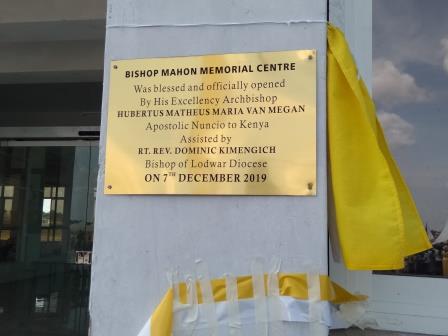 BISHOP MAHON MEMORIAL CENTRE
Was blessed and officially opened
By His Excellency Archbishop
HUBERTUS MATHEUS MARIA VAN MEGAN
Apostolic Nuncio to Kenya
Assisted by
RT. REV. DOMINIC KIMENGICH
Bishop of Lodwar Diocese
ON 7TH DECEMBER 2019